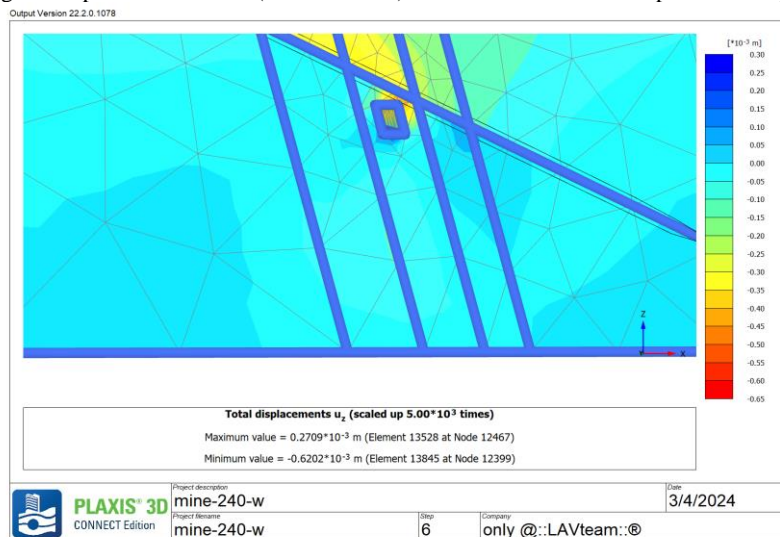 Output Version 22.2.0.1078
[*10⁻³ m]
0.30
0.20
0.15
0.10
0.05
0.00
-0.05
-0.10
-0.15
-0.20
-0.25
-0.30
-0.35
-0.40
-0.45
-0.50
-0.55
-0.60
-0.65
Z
X
Total displacements u_z (scaled up 5.00*10³ times)
Maximum value = 0.2709*10⁻³ m (Element 13528 at Node 12467)
Minimum value = -0.6202*10⁻³ m (Element 13845 at Node 12399)
PLAXIS® 3D
CONNECT Edition
Project description
mine-240-w
Date
3/4/2024
Project filename
mine-240-w
Step
6
Company
only @::LAVteam::®